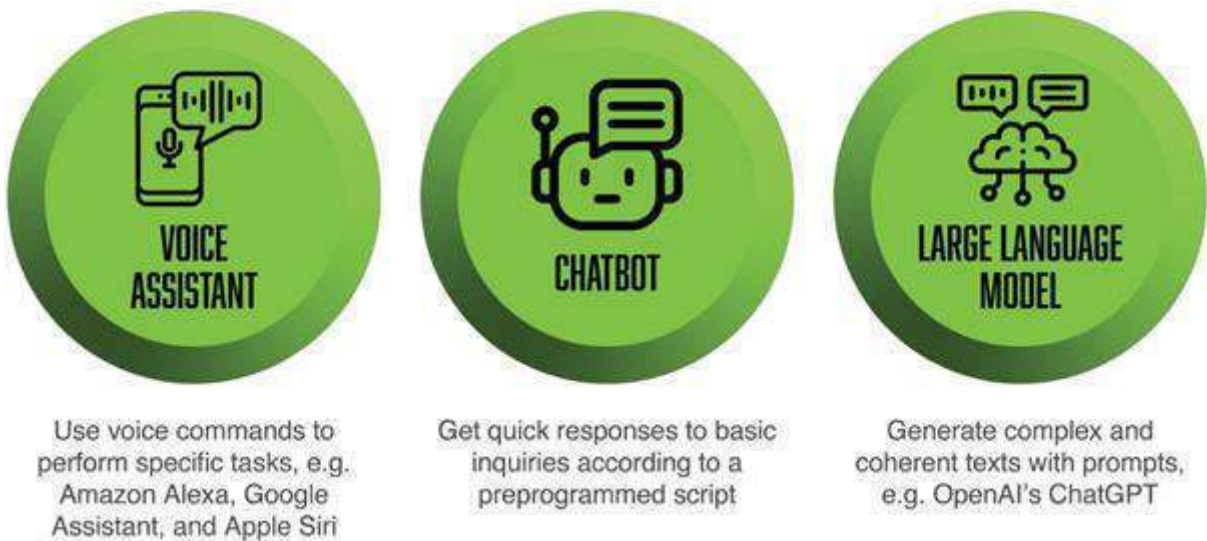 VOICE
ASSISTANT
CHATBOT
LARGE LANGUAGE
MODEL
Use voice commands to
perform specific tasks, e.g.
Amazon Alexa, Google
Assistant, and Apple Siri
Get quick responses to basic
inquiries according to a
preprogrammed script
Generate complex and
coherent texts with prompts,
e.g. OpenAI's ChatGPT